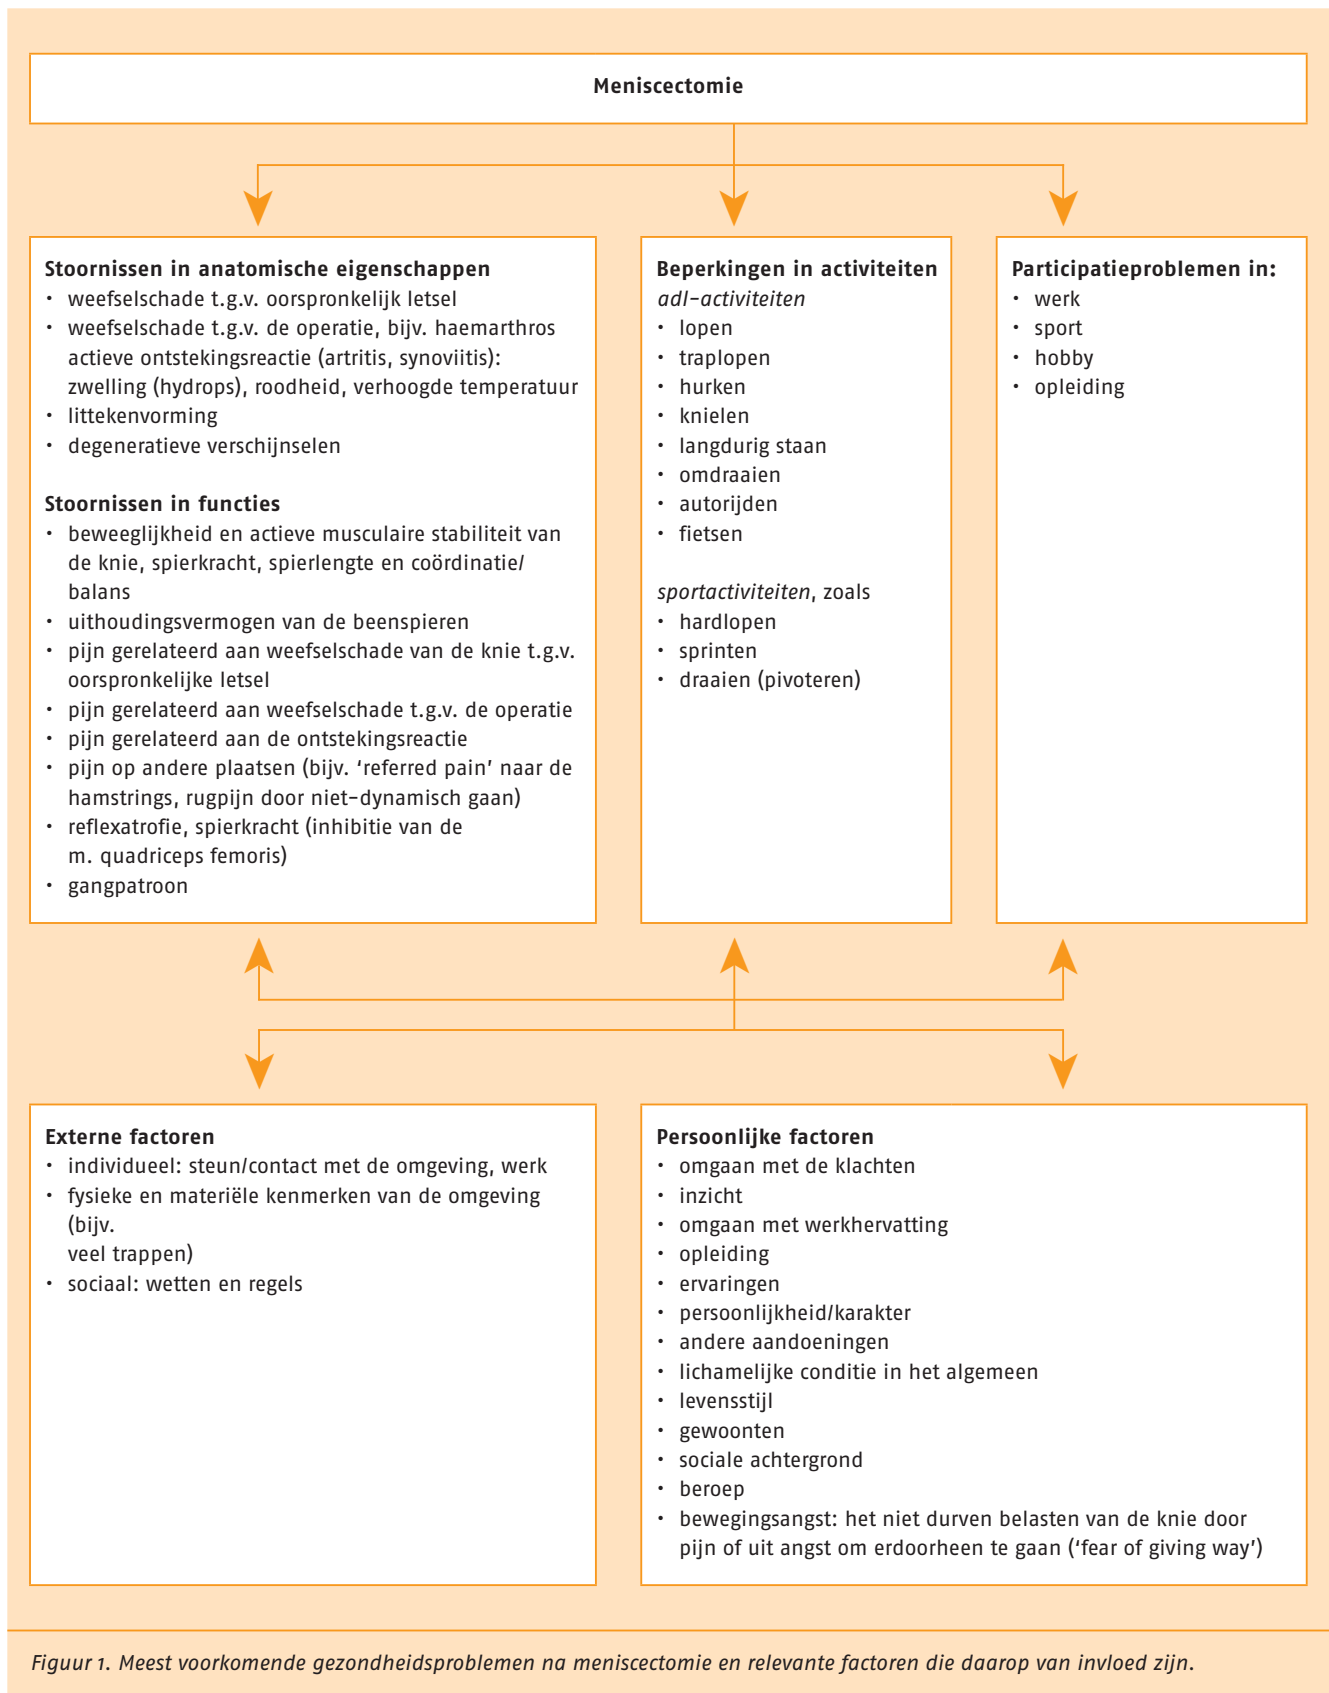 Meniscectomie
Stoornissen in anatomische eigenschappen
• weefselschade t.g.v. oorspronkelijk letsel
• weefselschade t.g.v. de operatie, bijv. haemarthros
actieve ontstekingsreactie (artritis, synoviitis):
zwelling (hydrops), roodheid, verhoogde temperatuur
• littekenvorming
• degeneratieve verschijnselen
Stoornissen in functies
• beweeglijkheid en actieve musculaire stabiliteit van
de knie, spierkracht, spierlengte en coördinatie/
balans
• uithoudingsvermogen van de beenspieren
• pijn gerelateerd aan weefselschade van de knie t.g.v.
oorspronkelijke letsel
• pijn gerelateerd aan weefselschade t.g.v. de operatie
• pijn gerelateerd aan de ontstekingsreactie
• pijn op andere plaatsen (bijv. ‘referred pain’ naar de
hamstrings, rugpijn door niet-dynamisch gaan)
• reflexatrofie, spierkracht (inhibitie van de
m. quadriceps femoris)
• gangpatroon
Beperkingen in activiteiten
adl-activiteiten
• lopen
• traplopen
• hurken
• knielen
• langdurig staan
• omdraaien
• autorijden
• fietsen
sportactiviteiten, zoals
• hardlopen
• sprinten
• draaien (pivoteren)
Participatieproblemen in:
• werk
• sport
• hobby
• opleiding
Externe factoren
• individueel: steun/contact met de omgeving, werk
• fysieke en materiële kenmerken van de omgeving
(bijv.
veel trappen)
• sociaal: wetten en regels
Persoonlijke factoren
• omgaan met de klachten
• inzicht
• omgaan met werkhervatting
• opleiding
• ervaringen
• persoonlijkheid/karakter
• andere aandoeningen
• lichamelijke conditie in het algemeen
• levensstijl
• gewoonten
• sociale achtergrond
• beroep
• bewegingsangst: het niet durven belasten van de knie door
pijn of uit angst om erdoorheen te gaan (‘fear of giving way’)
Figuur 1. Meest voorkomende gezondheidsproblemen na meniscectomie en relevante factoren die daarop van invloed zijn.